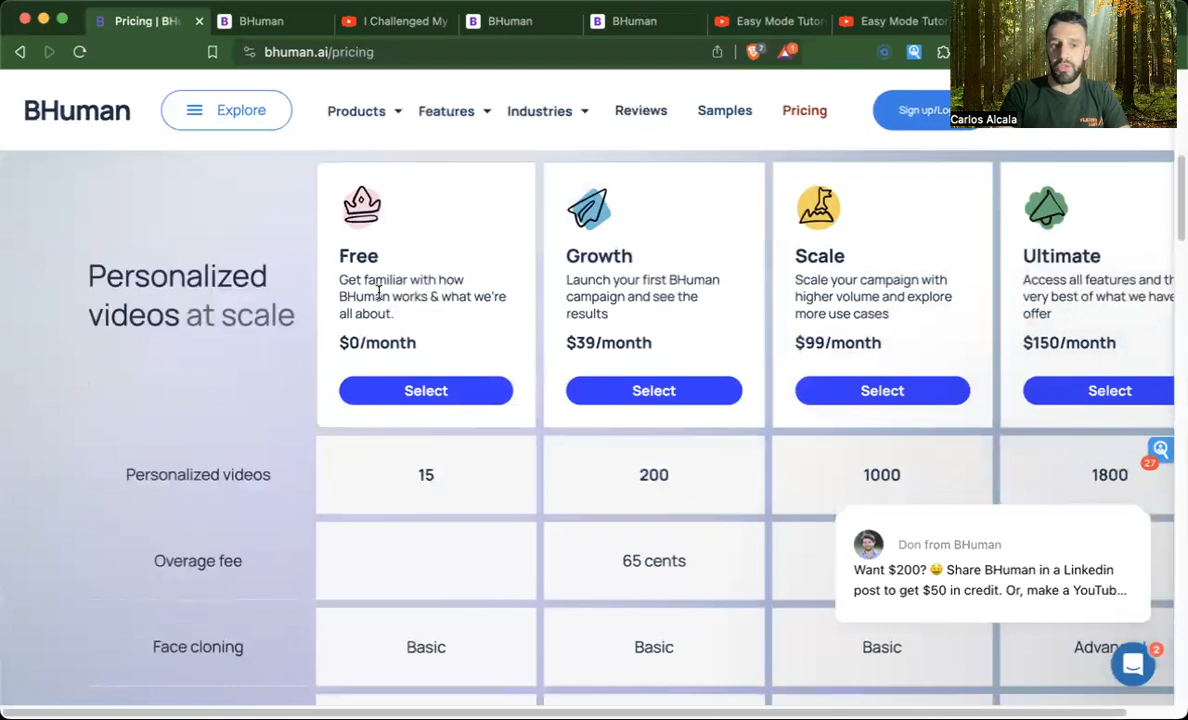 Pricing | BH
BHuman
I Challenged My
BHuman
BHuman
Easy Mode Tutor
Easy Mode Tutor
bhuman.ai/pricing
7
1
Carlos Alcala
BHuman
Explore
Products
Features
Industries
Reviews
Samples
Pricing
Sign up/Lo
Personalized
videos at scale
Free
Get familiar with how
BHuman works & what we're
all about.
$0/month
Select
Growth
Launch your first BHuman
campaign and see the
results
$39/month
Select
Scale
Scale your campaign with
higher volume and explore
more use cases
$99/month
Select
Ultimate
Access all features and th
very best of what we have
offer
$150/month
Select
Personalized videos
15
200
1000
1800
27
Overage fee
65 cents
Don from BHuman
Want $200? 🤑 Share BHuman in a Linkedin
post to get $50 in credit. Or, make a YouTub...
Face cloning
Basic
Basic
Basic
Advan
2